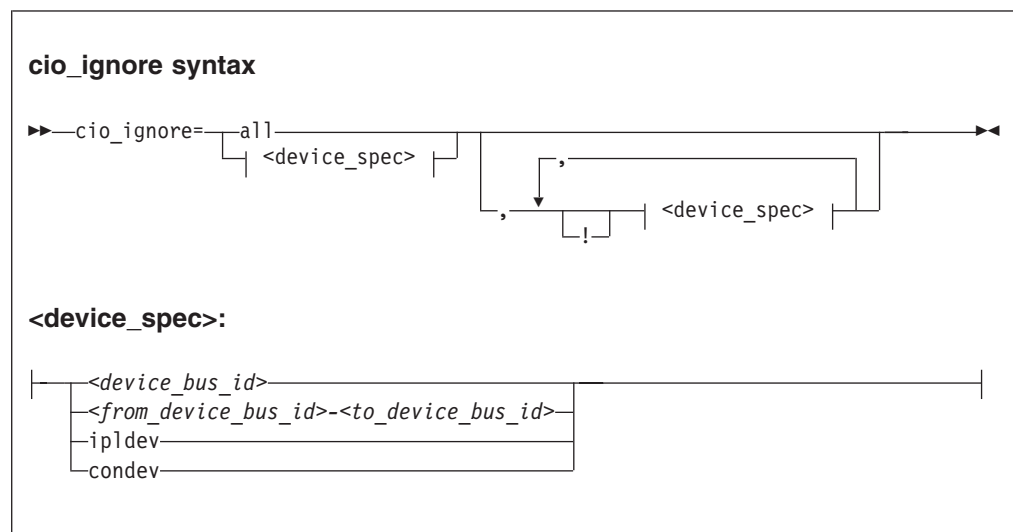 cio_ignore syntax
cio_ignore= all
<device_spec>
,
, ! <device_spec>
<device_spec>:
<device_bus_id>
<from_device_bus_id>-<to_device_bus_id>
ipldev
condev